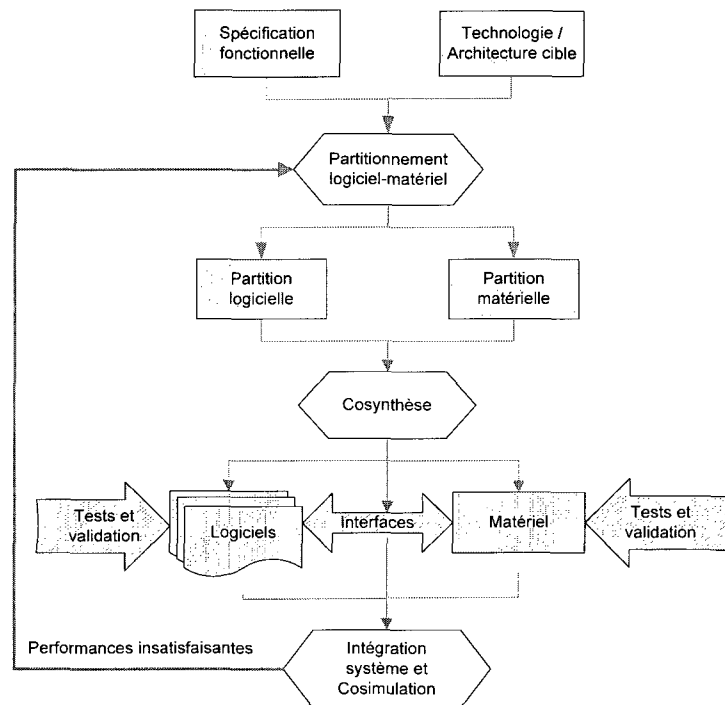 Spécification
fonctionnelle
Technologie /
Architecture cible
Partitionnement
logiciel-matériel
Partition
logicielle
Partition
matérielle
Cosynthèse
Tests et
validation
Logiciels
Interfaces
Matériel
Tests et
validation
Performances insatisfaisantes
Intégration
système et
Cosimulation